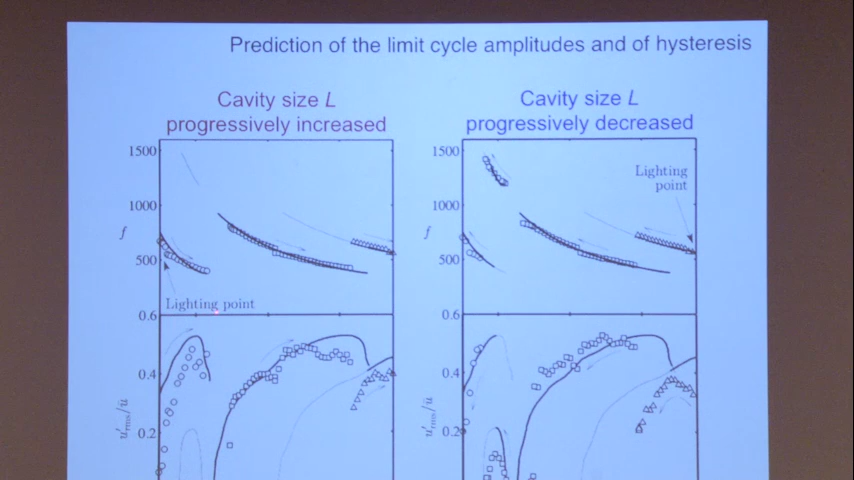 Prediction of the limit cycle amplitudes and of hysteresis
Cavity size L
progressively increased
Cavity size L
progressively decreased
1500
1000
f
500
0.6
Lighting point
0.4
u'rms/ū
0.2
1500
1000
f
500
0.6
Lighting
point
0.4
u'rms/ū
0.2